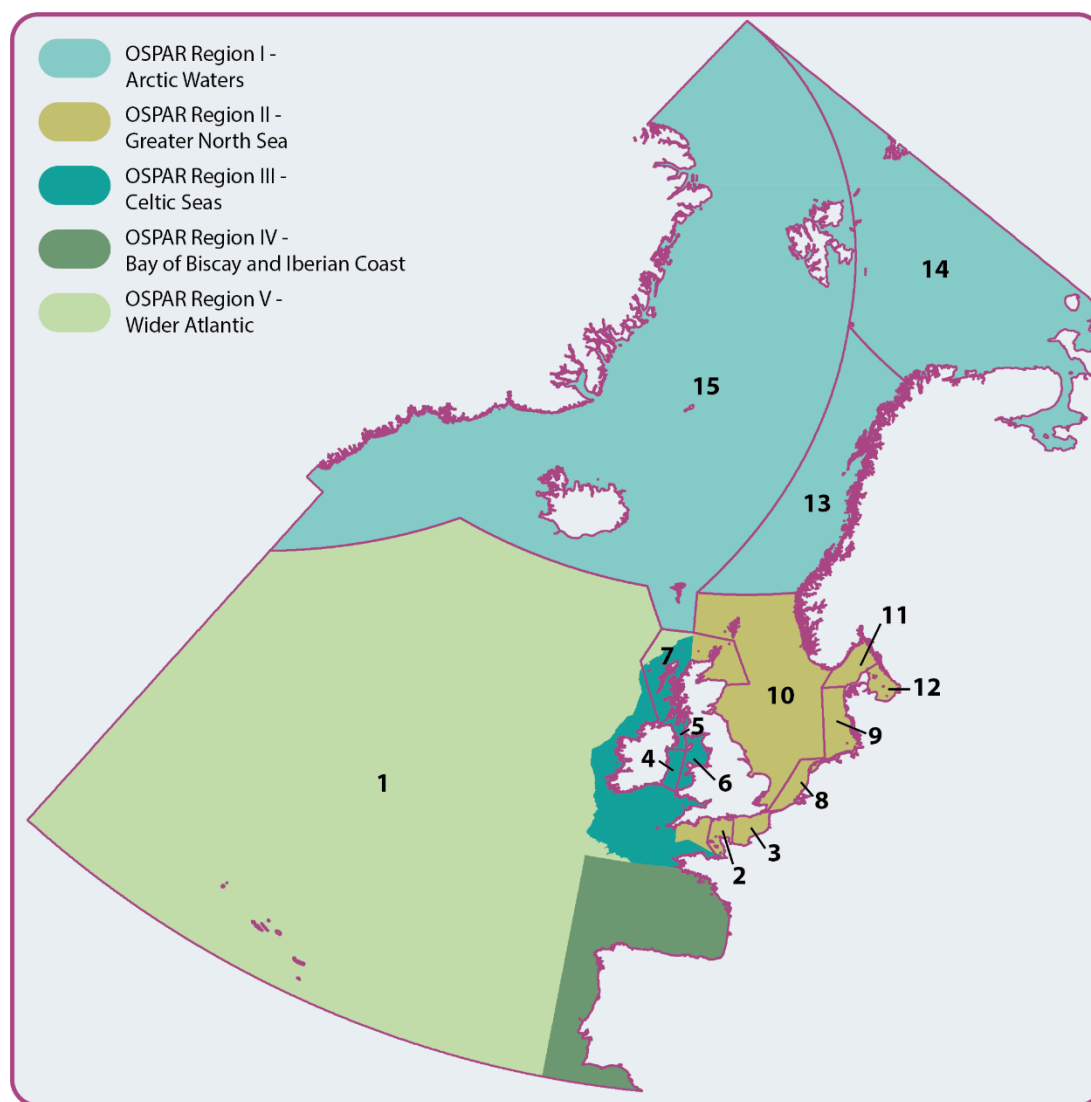 OSPAR Region I -
Arctic Waters
OSPAR Region II -
Greater North Sea
OSPAR Region III -
Celtic Seas
OSPAR Region IV -
Bay of Biscay and Iberian Coast
OSPAR Region V -
Wider Atlantic
14
15
13
11
7
12
10
5
9
4
1
6
8
3
2